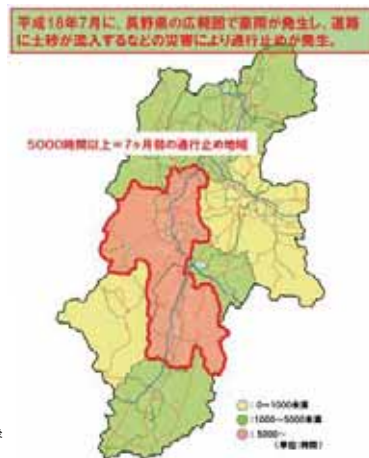 平成18年7月に、長野県の広範囲で豪雨が発生し、道路
に土砂が流入するなどの災害により通行止めが発生。
5000時間以上=7ヶ月弱の通行止め地域
:0~1000未満
:1000~5000未満
:5000~
(単位:時間)